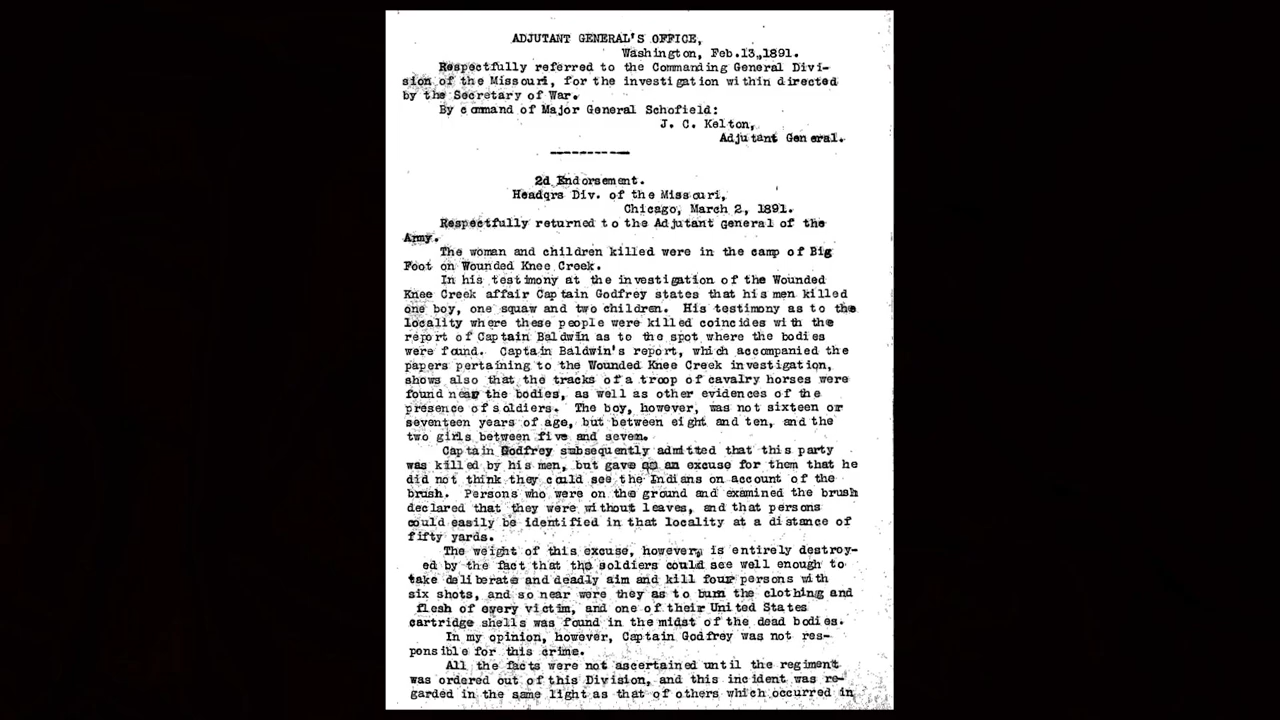 ADJUTANT GENERAL'S OFFICE,
Washington, Feb.13,,1891.
Respectfully referred to the Commanding General Divi-
sion of the Missouri, for the investigation within directed
by the Secretary of War.
By command of Major General Schofield:
J. C. Kelton,
Adjutant General.
-----------
2d Endorsement.
Headqrs Div. of the Missouri,
Chicago, March 2, 1891.
Respectfully returned to the Adjutant General of the
Army.
The woman and children killed were in the camp of Big
Foot on Wounded Knee Creek.
In his testimony at the investigation of the Wounded
Knee Creek affair Captain Godfrey states that his men killed
one boy, one squaw and two children. His testimony as to the
locality where these people were killed coincides with the
report of Captain Baldwin as to the spot where the bodies
were found. Captain Baldwin's report, which accompanied the
papers pertaining to the Wounded Knee Creek investigation,
shows also that the tracks of a troop of cavalry horses were
found near the bodies, as well as other evidences of the
presence of soldiers. The boy, however, was not sixteen or
seventeen years of age, but between eight and ten, and the
two girls between five and seven.
Captain Godfrey subsequently admitted that this party
was killed by his men, but gave as an excuse for them that he
did not think they could see the Indians on account of the
brush. Persons who were on the ground and examined the brush
declared that they were without leaves, and that persons
could easily be identified in that locality at a distance of
fifty yards.
The weight of this excuse, however, is entirely destroy-
ed by the fact that the soldiers could see well enough to
take deliberate and deadly aim and kill four persons with
six shots, and so near were they as to burn the clothing and
flesh of every victim, and one of their United States
cartridge shells was found in the midst of the dead bodies.
In my opinion, however, Captain Godfrey was not res-
ponsible for this crime.
All the facts were not ascertained until the regiment
was ordered out of this Division, and this incident was re-
garded in the same light as that of others which occurred in